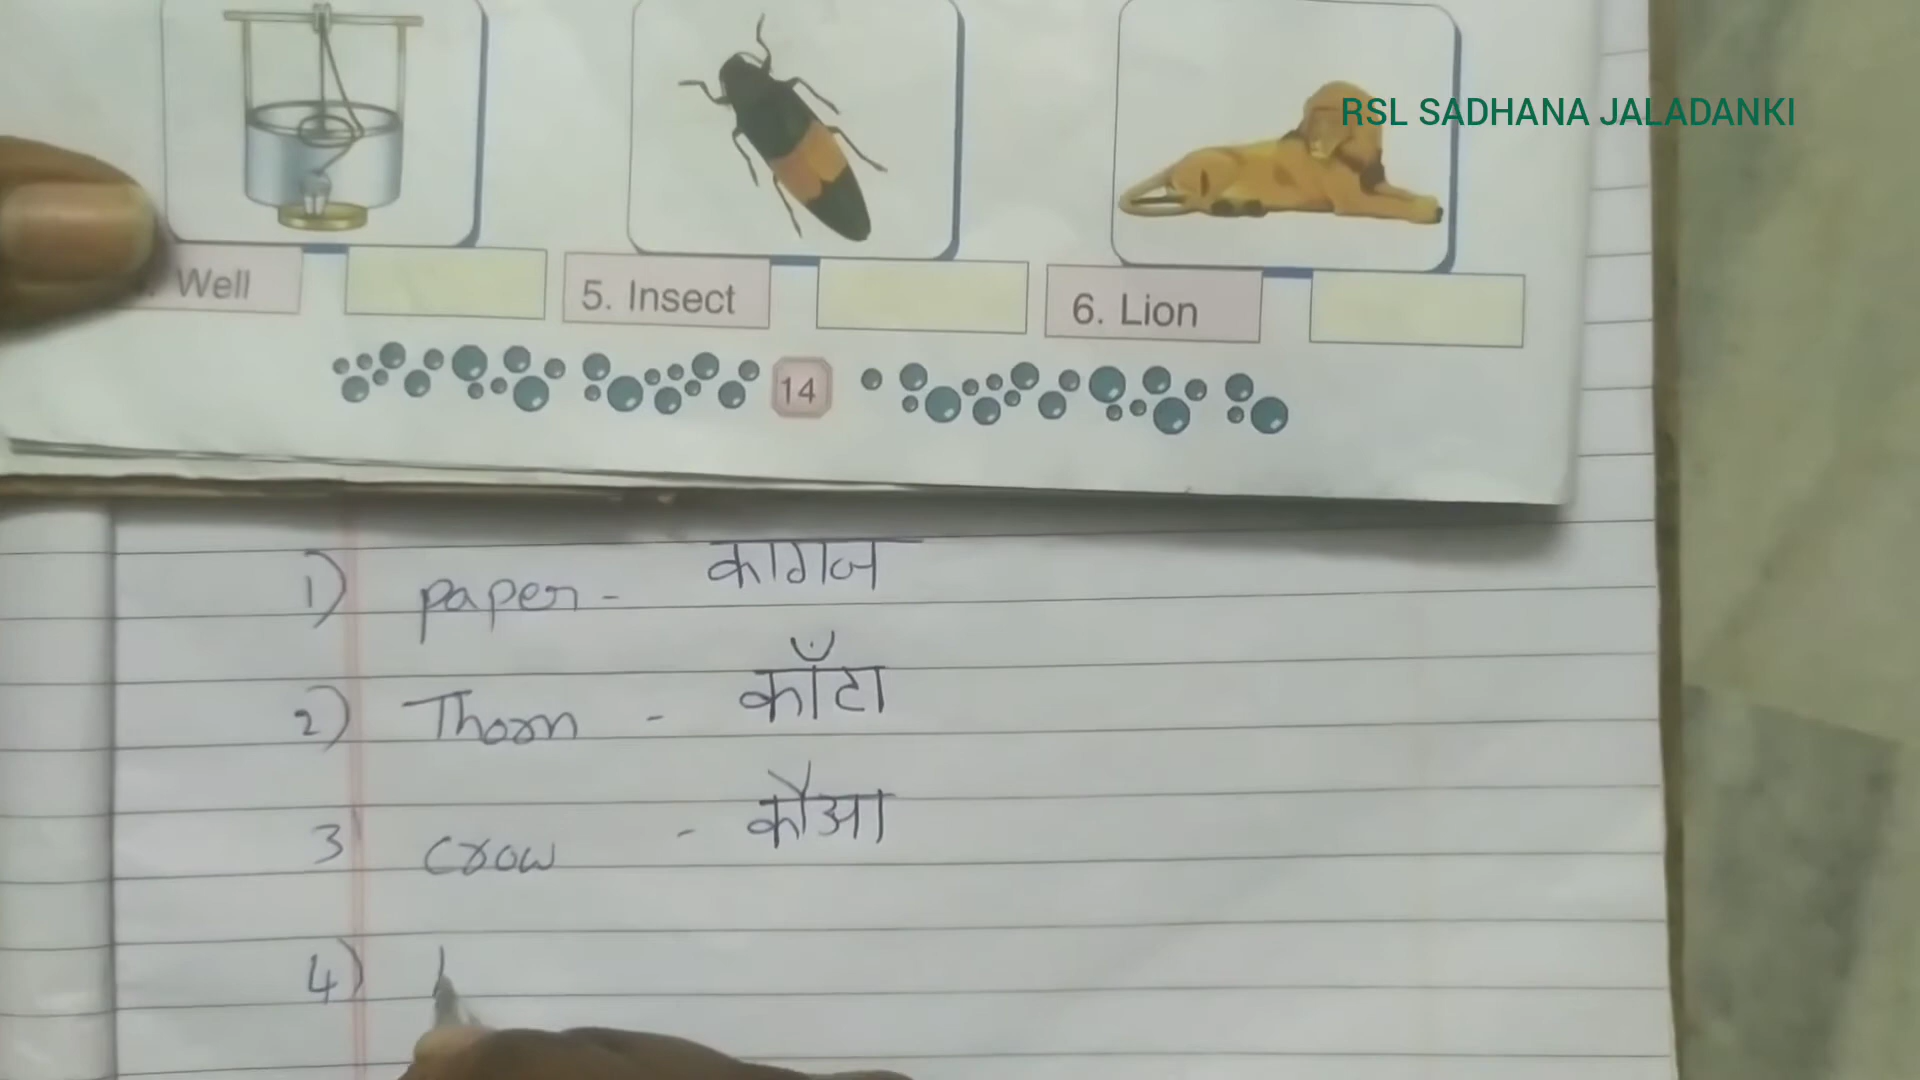 RSL SADHANA JALADANKI
Well
5. Insect
6. Lion
14
1) paper - कागज
2) Thorn - काँटा
3 crow - कौआ
4)